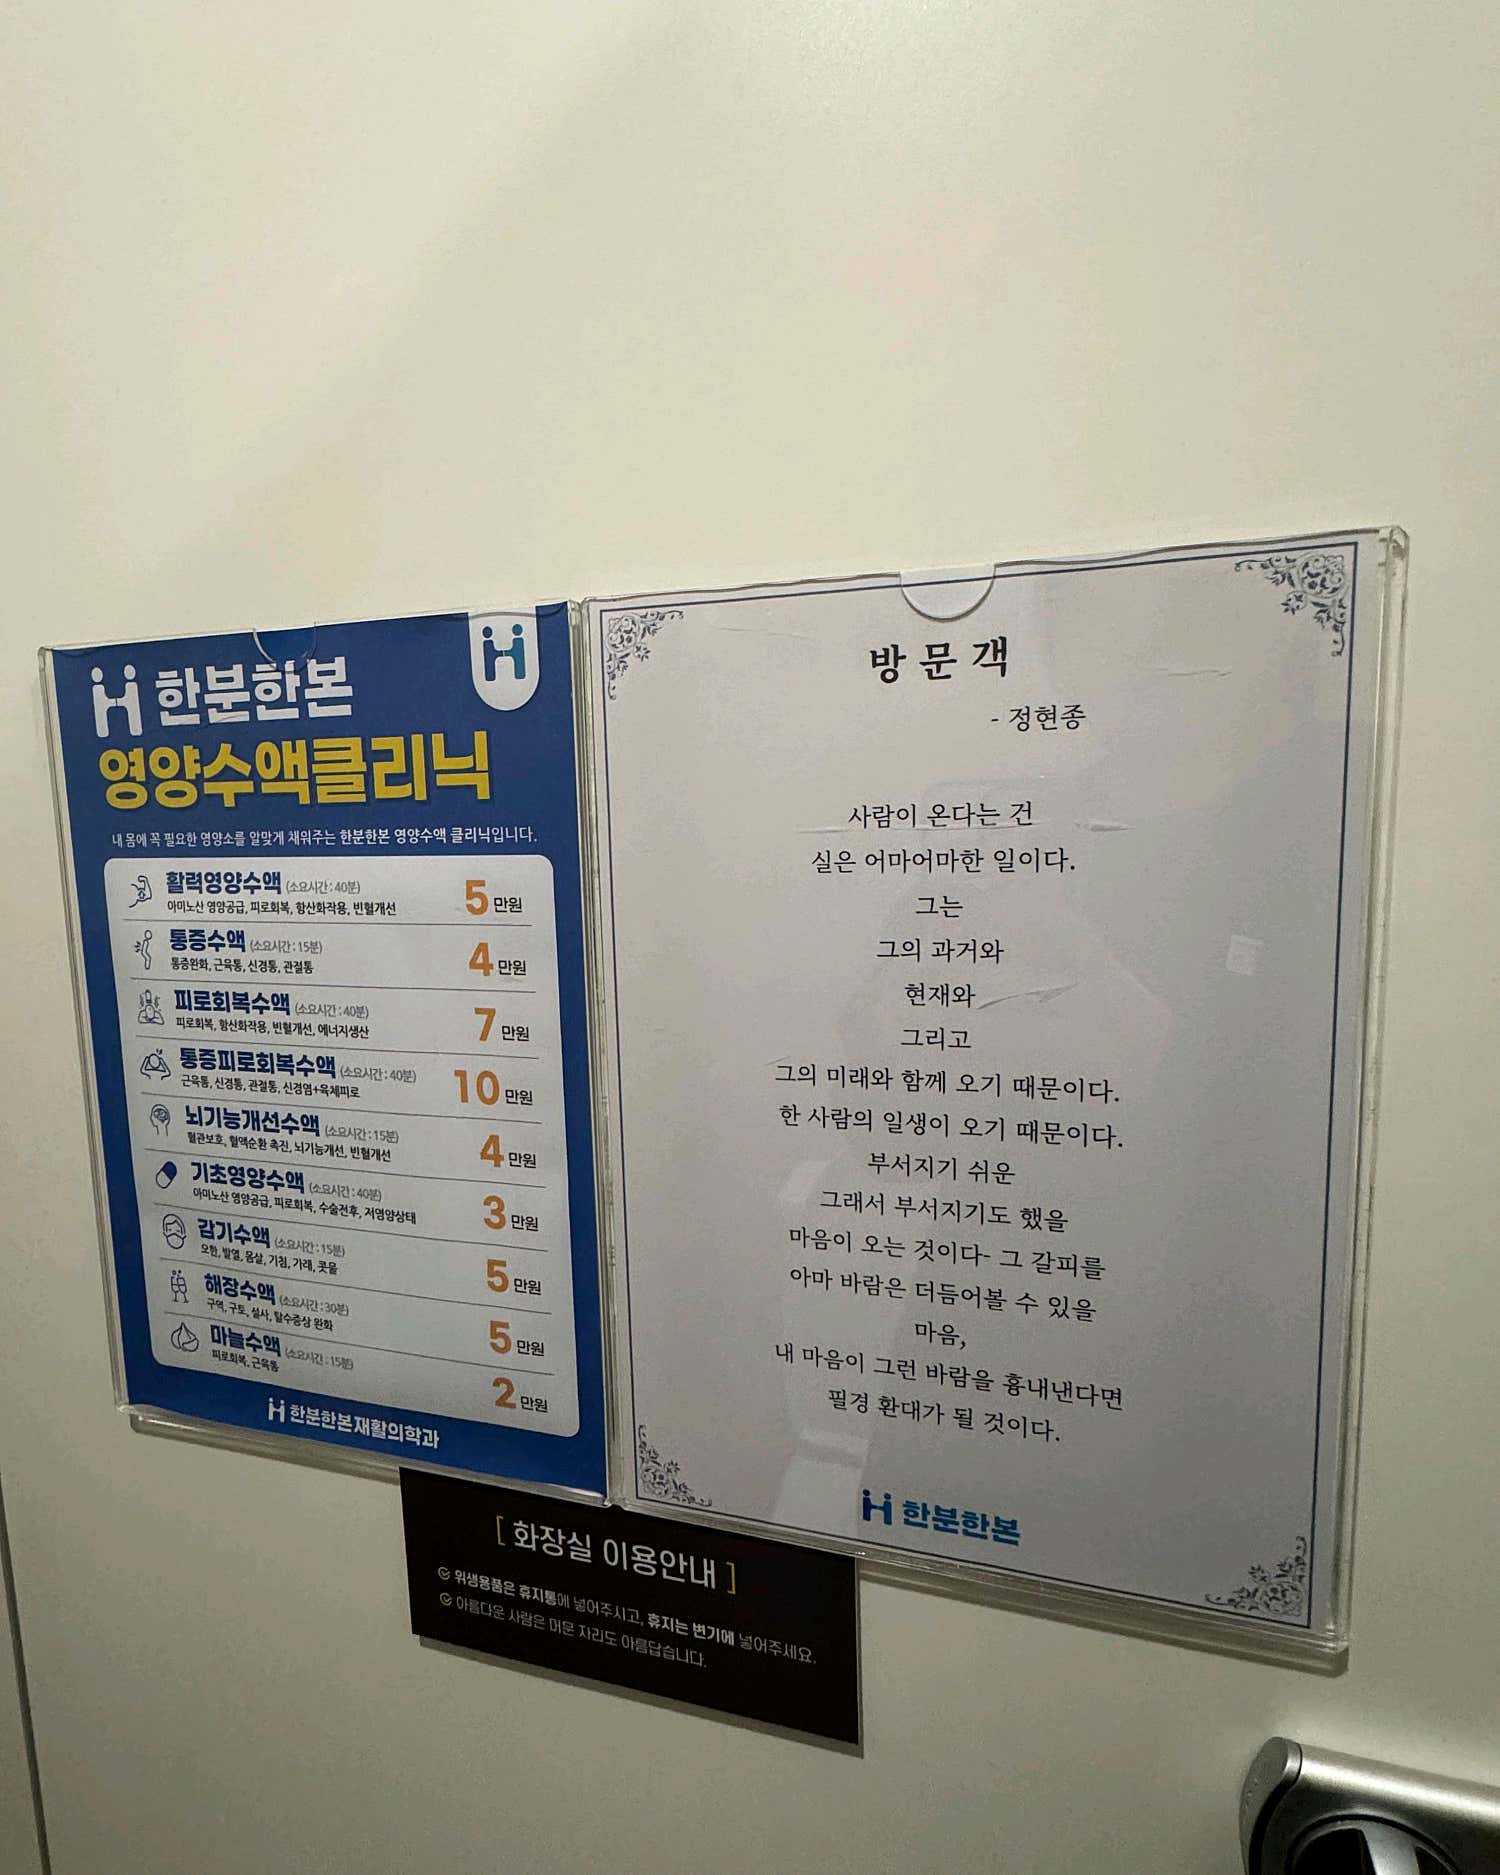 한분한본
영양수액클리닉
내 몸에 꼭 필요한 영양소를 알맞게 채워주는 한분한본 영양수액 클리닉입니다.
활력영양수액 (소요시간 : 40분)
아미노산 영양공급, 피로회복, 항산화작용, 빈혈개선
5만원
통증수액 (소요시간 : 15분)
통증완화, 근육통, 신경통, 관절통
4만원
피로회복수액 (소요시간 : 40분)
피로회복, 항산화작용, 빈혈개선, 에너지생산
7만원
통증피로회복수액 (소요시간 : 40분)
근육통, 신경통, 관절통, 신경염+육체피로
10만원
뇌기능개선수액 (소요시간 : 15분)
혈관보호, 혈액순환 촉진, 뇌기능개선, 빈혈개선
4만원
기초영양수액 (소요시간 : 40분)
아미노산 영양공급, 피로회복, 수술전후, 저영양상태
3만원
감기수액 (소요시간 : 15분)
오한, 발열, 몸살, 기침, 가래, 콧물
5만원
해장수액 (소요시간 : 30분)
구역, 구토, 설사, 탈수증상 완화
5만원
마늘수액 (소요시간 : 15분)
피로회복, 근육통
2만원
한분한본재활의학과
방문객
- 정현종
사람이 온다는 건
실은 어마어마한 일이다.
그는
그의 과거와
현재와
그리고
그의 미래와 함께 오기 때문이다.
한 사람의 일생이 오기 때문이다.
부서지기 쉬운
그래서 부서지기도 했을
마음이 오는 것이다- 그 갈피를
아마 바람은 더듬어볼 수 있을
마음,
내 마음이 그런 바람을 흉내낸다면
필경 환대가 될 것이다.
한분한본
[ 화장실 이용안내 ]
위생용품은 휴지통에 넣어주시고, 휴지는 변기에 넣어주세요.
아름다운 사람은 머문 자리도 아름답습니다.